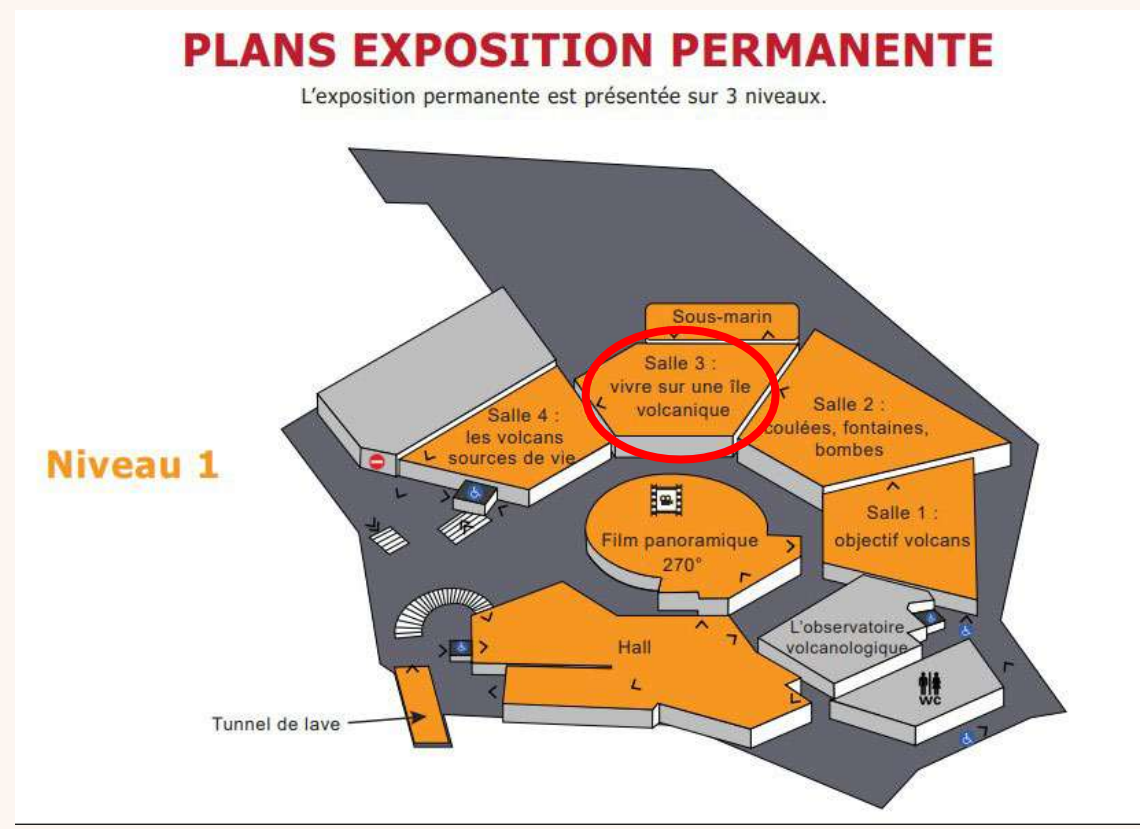 PLANS EXPOSITION PERMANENTE
L'exposition permanente est présentée sur 3 niveaux.
Sous-marin
Salle 3 :
vivre sur une île
volcanique
Salle 4 :
les volcans
sources de vie
Salle 2 :
coulées, fontaines,
bombes
Niveau 1
Salle 1 :
objectif volcans
Film panoramique
270°
L'observatoire
volcanologique
Hall
WC
Tunnel de lave